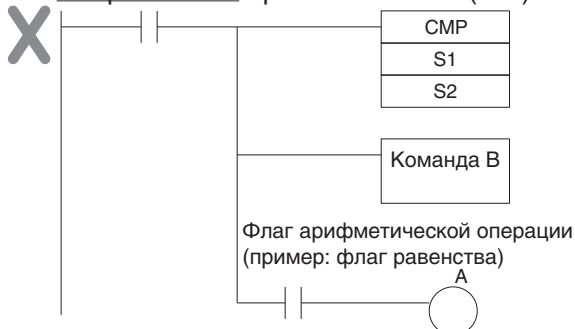 CMP
S1
S2
Команда B
Флаг арифметической операции
(пример: флаг равенства)
A